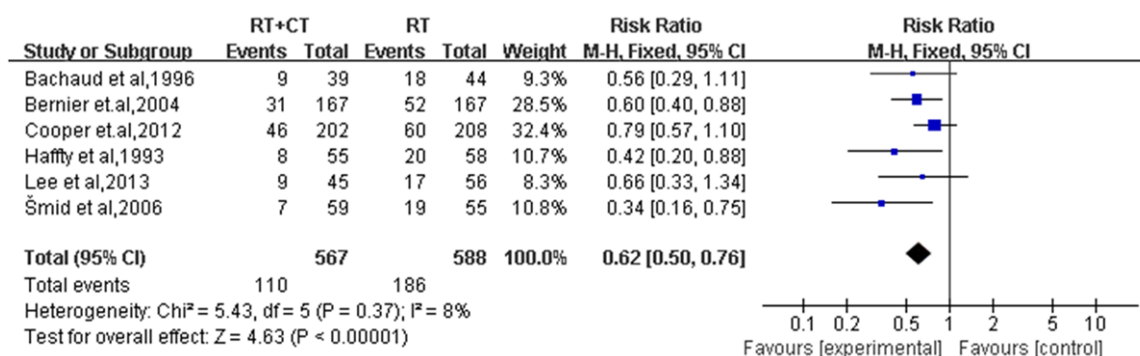 RT+CT RT Risk Ratio Risk Ratio
Study or Subgroup Events Total Events Total Weight M-H, Fixed, 95% CI M-H, Fixed, 95% CI
Bachaud et al,1996 9 39 18 44 9.3% 0.56 [0.29, 1.11]
Bernier et.al,2004 31 167 52 167 28.5% 0.60 [0.40, 0.88]
Cooper et.al,2012 46 202 60 208 32.4% 0.79 [0.57, 1.10]
Haffty et al,1993 8 55 20 58 10.7% 0.42 [0.20, 0.88]
Lee et al,2013 9 45 17 56 8.3% 0.66 [0.33, 1.34]
Šmid et al,2006 7 59 19 55 10.8% 0.34 [0.16, 0.75]
Total (95% CI) 567 588 100.0% 0.62 [0.50, 0.76]
Total events 110 186
Heterogeneity: Chi² = 5.43, df = 5 (P = 0.37); I² = 8%
Test for overall effect: Z = 4.63 (P < 0.00001)
0.1 0.2 0.5 1 2 5 10
Favours [experimental] Favours [control]